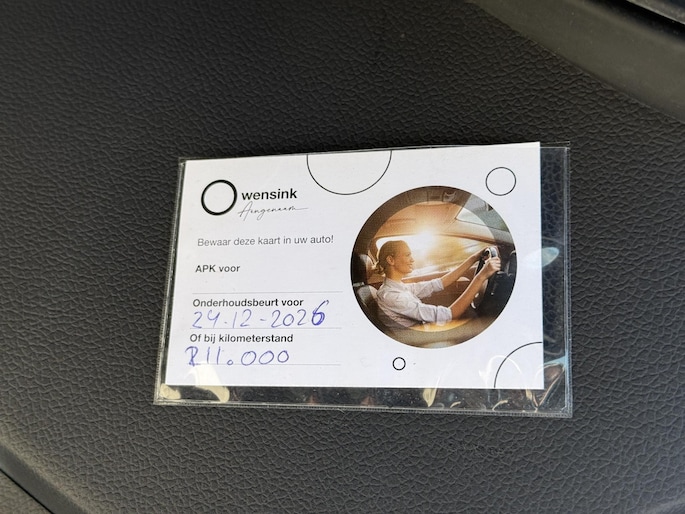 wensink
Aangenaam
Bewaar deze kaart in uw auto!
APK voor
Onderhoudsbeurt voor
24-12-2026
Of bij kilometerstand
211.000